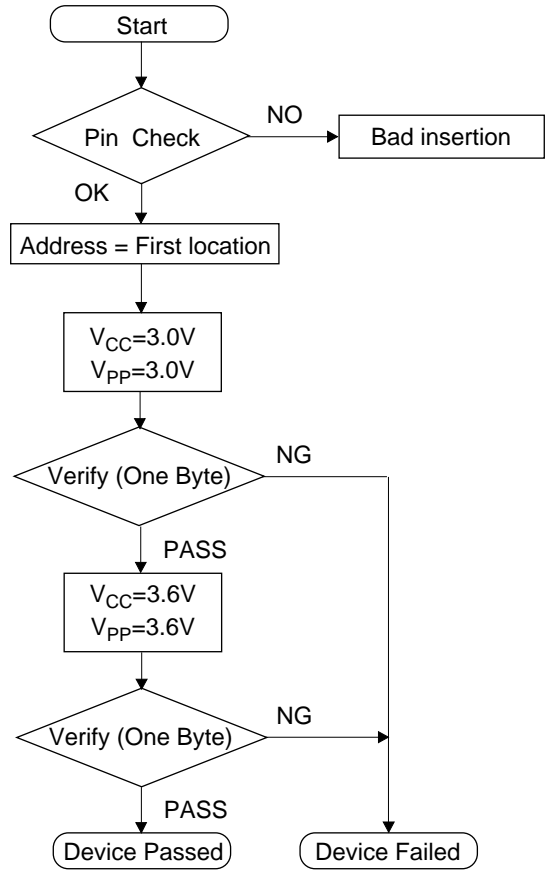 Start
Pin Check
NO
Bad insertion
OK
Address = First location
VCC=3.0V
VPP=3.0V
Verify (One Byte)
NG
PASS
VCC=3.6V
VPP=3.6V
Verify (One Byte)
NG
PASS
Device Passed
Device Failed